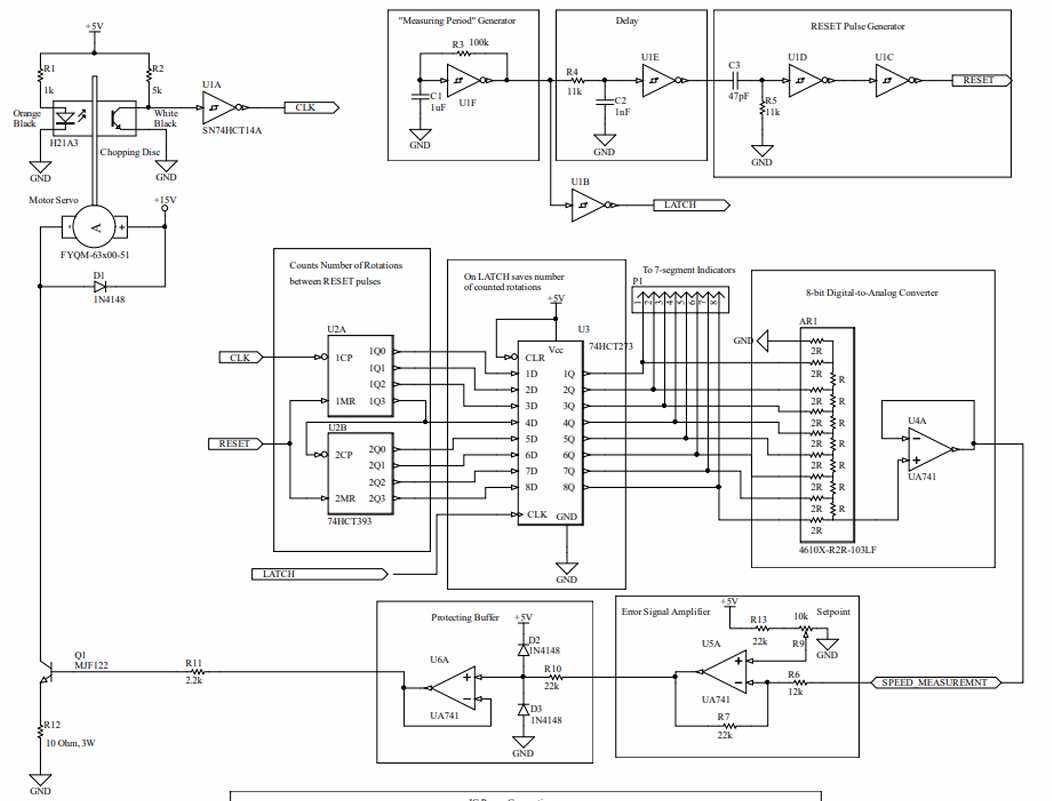 +5V
R1
1k
R2
5k
U1A
CLK
SN74HCT14A
Orange
Black
White
Black
H21A3
Chopping Disc
GND
GND
Motor Servo
+15V
- A +
FYQM-63x00-51
D1
1N4148
"Measuring Period" Generator
R3 100k
C1
1uF
U1F
GND
Delay
R4
11k
U1E
C2
1nF
GND
RESET Pulse Generator
C3
47pF
R5
11k
U1D
U1C
RESET
GND
U1B
LATCH
Counts Number of Rotations
between RESET pulses
U2A
CLK
1CP
1Q0
1Q1
1Q2
1MR
1Q3
RESET
U2B
2CP
2Q0
2Q1
2Q2
2MR
2Q3
74HCT393
LATCH
On LATCH saves number
of counted rotations
+5V
U3
74HCT273
Vcc
CLR
1D 1Q
2D 2Q
3D 3Q
4D 4Q
5D 5Q
6D 6Q
7D 7Q
8D 8Q
CLK GND
GND
To 7-segment Indicators
P1
1 2 3 4 5 6 7 8
8-bit Digital-to-Analog Converter
AR1
GND
2R
2R
R
2R
R
2R
R
2R
R
2R
R
2R
R
2R
R
2R
4610X-R2R-103LF
U4A
-
+
UA741
Protecting Buffer
+5V
D2
1N4148
U6A
+
-
UA741
R10
22k
D3
1N4148
GND
Error Signal Amplifier
+5V
R13
22k
10k
Setpoint
R9
GND
U5A
+
-
UA741
R6
12k
R7
22k
SPEED_MEASUREMNT
Q1
MJF122
R11
2.2k
R12
10 Ohm, 3W
GND